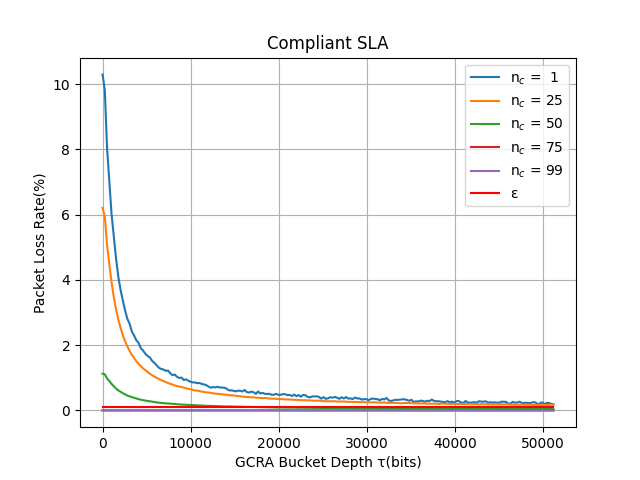 Compliant SLA
Packet Loss Rate(%)
10
8
6
4
2
0
n_c = 1
n_c = 25
n_c = 50
n_c = 75
n_c = 99
ε
0 10000 20000 30000 40000 50000
GCRA Bucket Depth τ(bits)